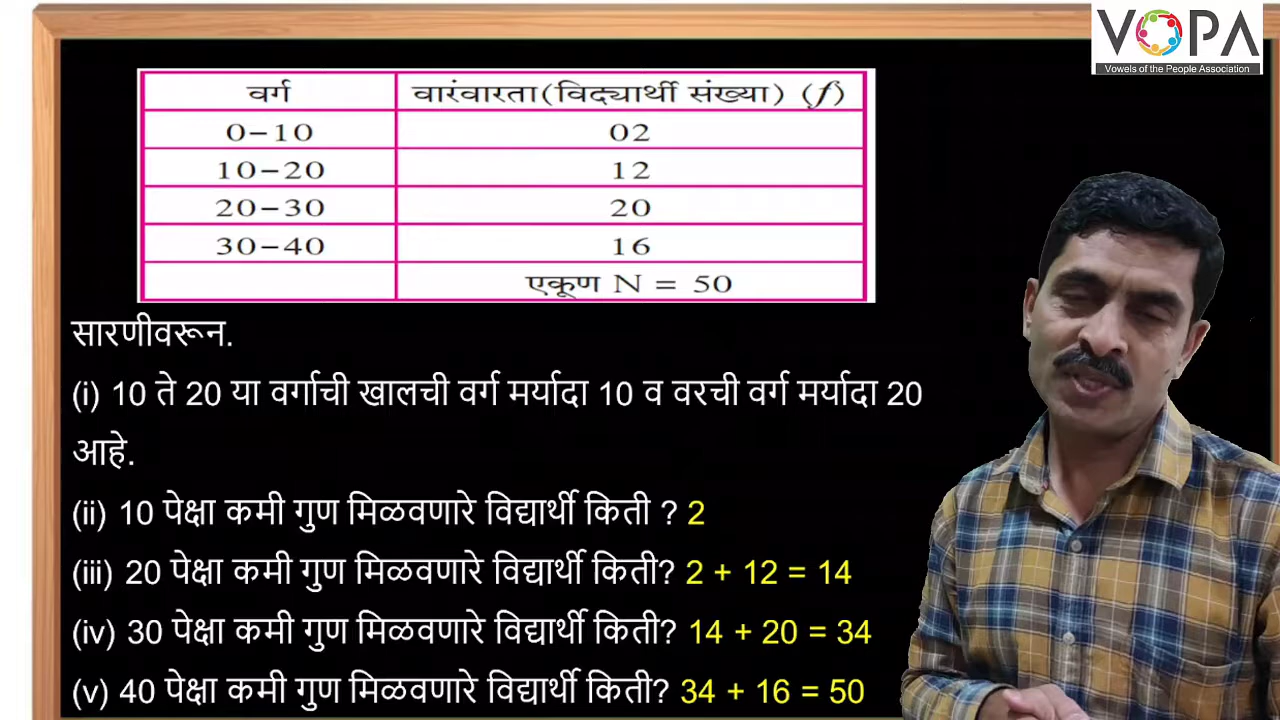 VOPA
Vowels of the People Association
वर्ग वारंवारता(विद्यार्थी संख्या) (f)
0-10 02
10-20 12
20-30 20
30-40 16
एकूण N = 50
सारणीवरून.
(i) 10 ते 20 या वर्गाची खालची वर्ग मर्यादा 10 व वरची वर्ग मर्यादा 20
आहे.
(ii) 10 पेक्षा कमी गुण मिळवणारे विद्यार्थी किती ? 2
(iii) 20 पेक्षा कमी गुण मिळवणारे विद्यार्थी किती? 2 + 12 = 14
(iv) 30 पेक्षा कमी गुण मिळवणारे विद्यार्थी किती? 14 + 20 = 34
(v) 40 पेक्षा कमी गुण मिळवणारे विद्यार्थी किती? 34 + 16 = 50